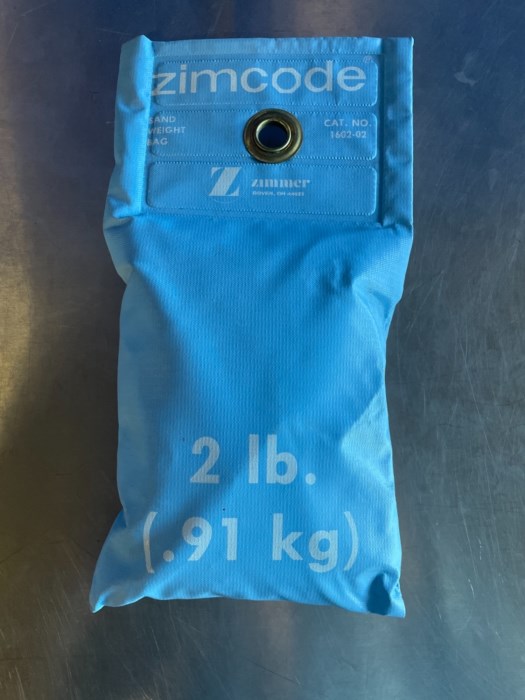 zimcode®
SAND
WEIGHT
BAG
CAT. NO.
1602-02
Z zimmer
2 lb.
(.91 kg)